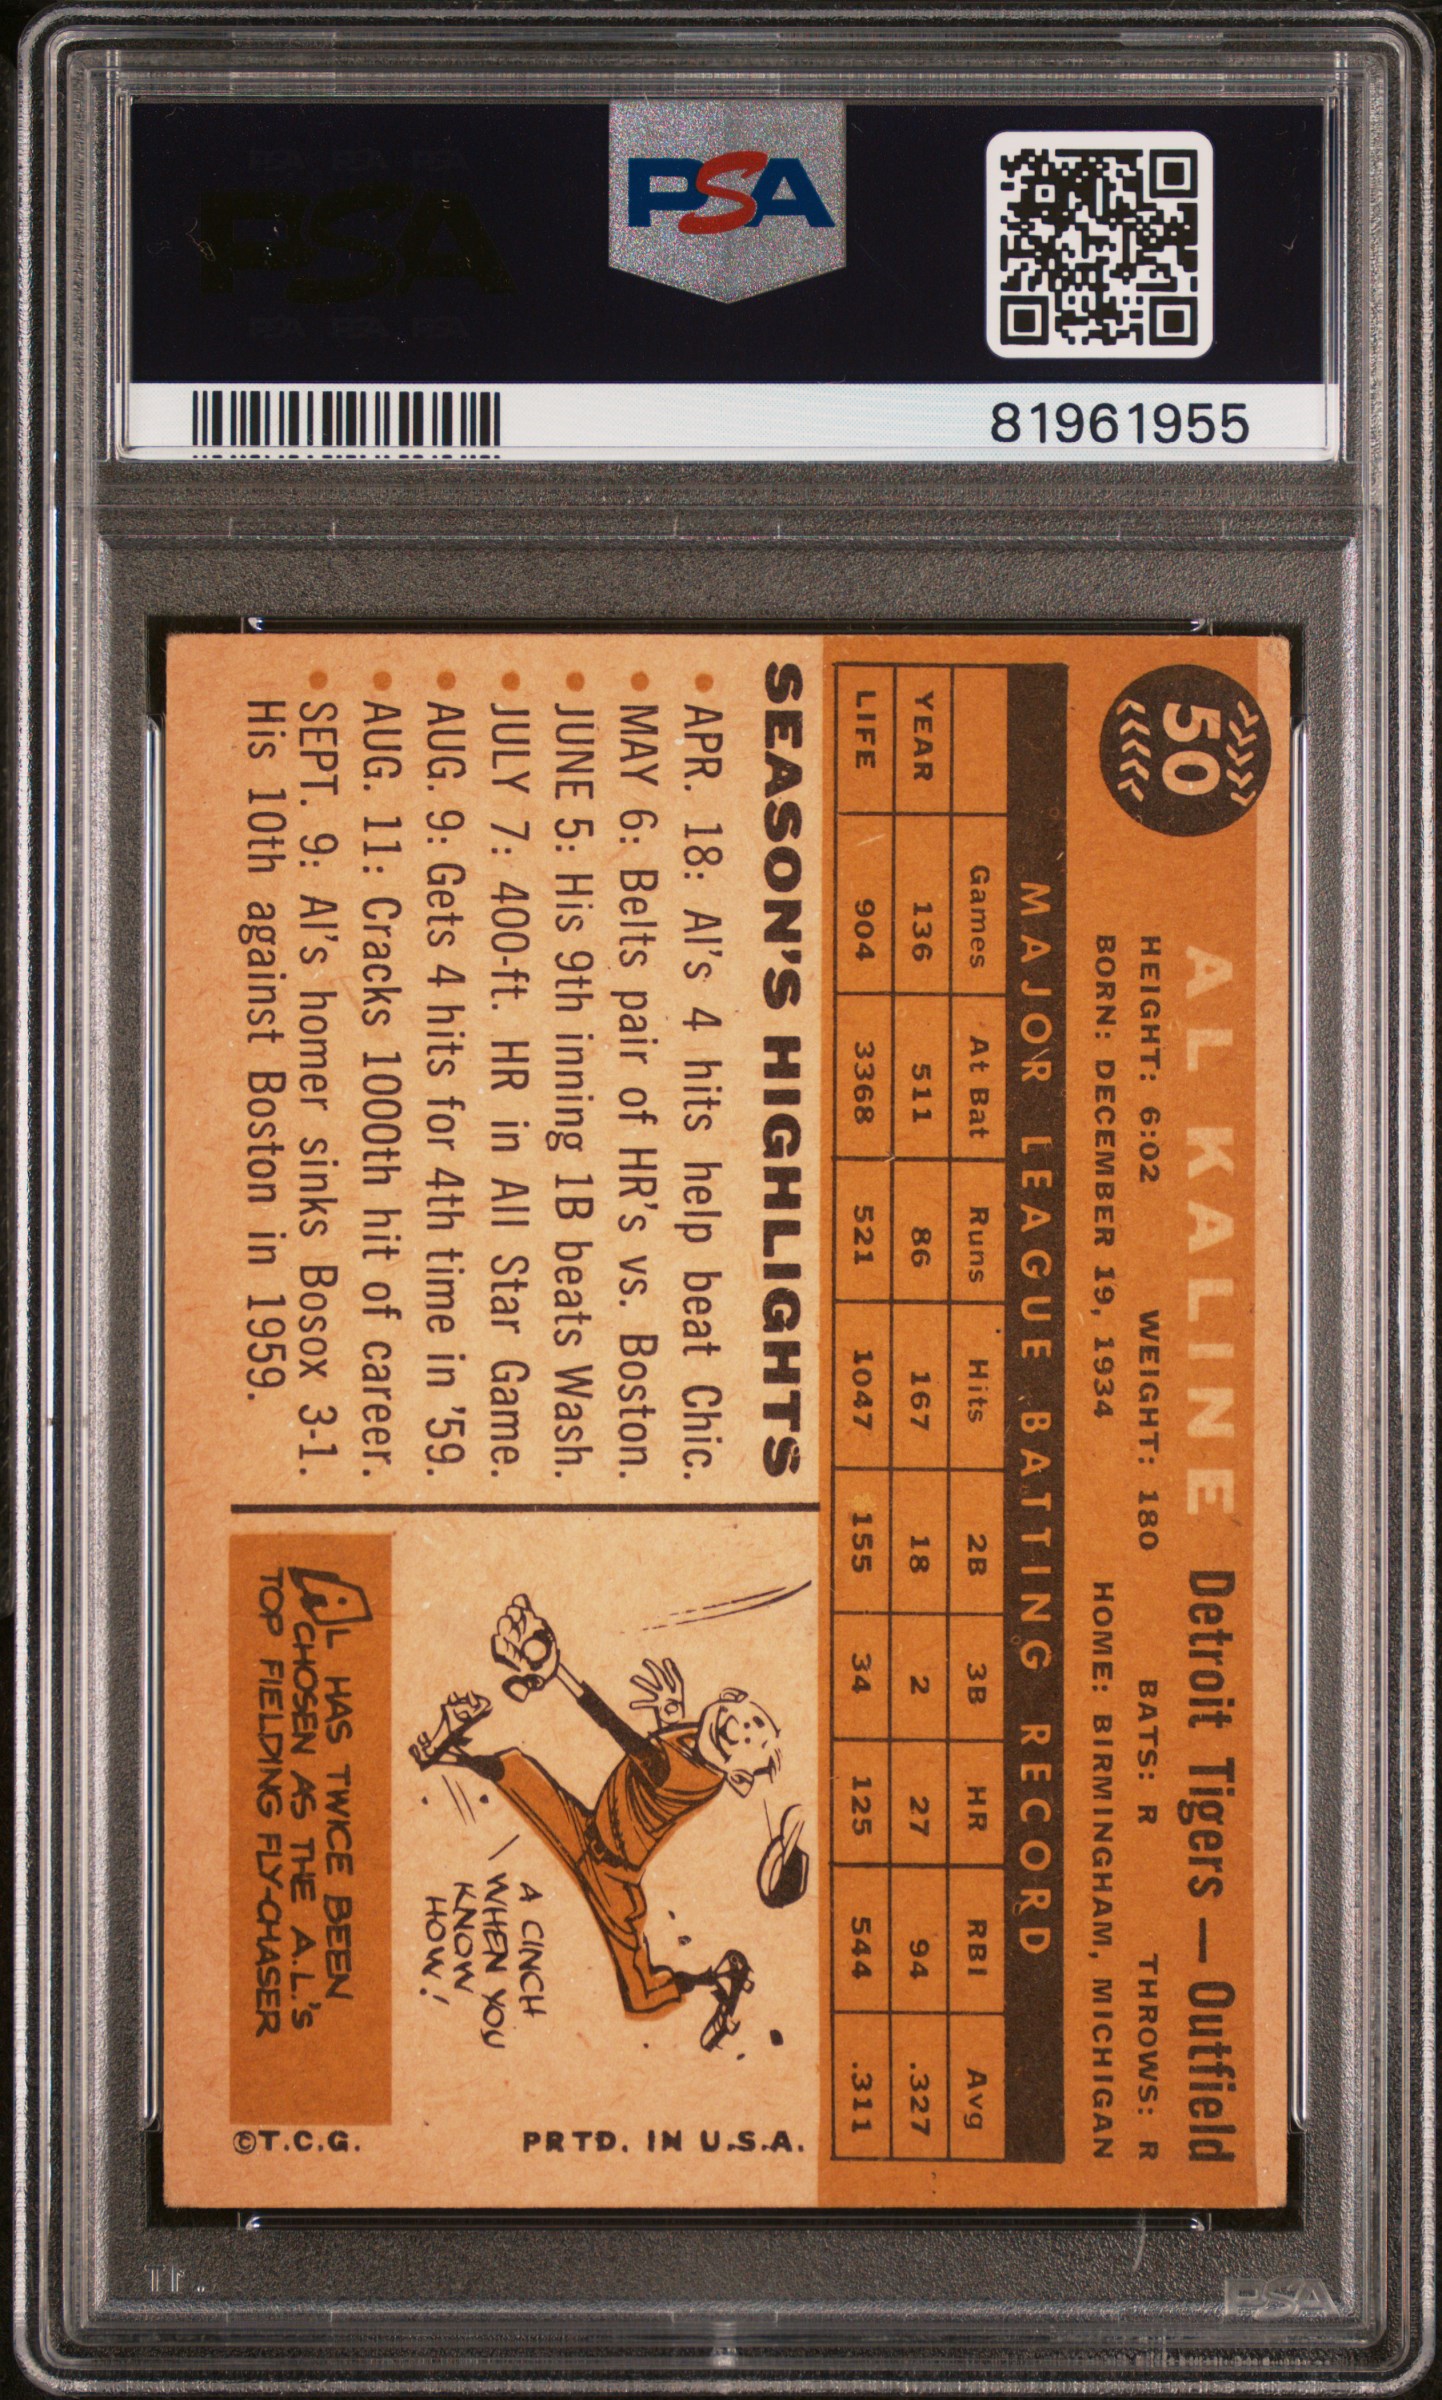 PSA
PSA
81961955
50
AL KALINE Detroit Tigers — Outfield
HEIGHT: 6:02 WEIGHT: 180 BATS: R THROWS: R
BORN: DECEMBER 19, 1934 HOME: BIRMINGHAM, MICHIGAN
MAJOR LEAGUE BATTING RECORD
Games At Bat Runs Hits 2B 3B HR RBI Avg
YEAR 136 511 86 167 18 2 27 94 .327
LIFE 904 3368 521 1047 155 34 125 544 .311
SEASON'S HIGHLIGHTS
• APR. 18: Al's 4 hits help beat Chic.
• MAY 6: Belts pair of HR's vs. Boston.
• JUNE 5: His 9th inning 1B beats Wash.
• JULY 7: 400-ft. HR in All Star Game.
• AUG. 9: Gets 4 hits for 4th time in '59.
• AUG. 11: Cracks 1000th hit of career.
• SEPT. 9: Al's homer sinks Bosox 3-1.
His 10th against Boston in 1959.
A CINCH
WHEN YOU
KNOW
HOW!
AL HAS TWICE BEEN
CHOSEN AS THE A.L.'s
TOP FIELDING FLY-CHASER
PRTD. IN U.S.A.
©T.C.G.
PSA